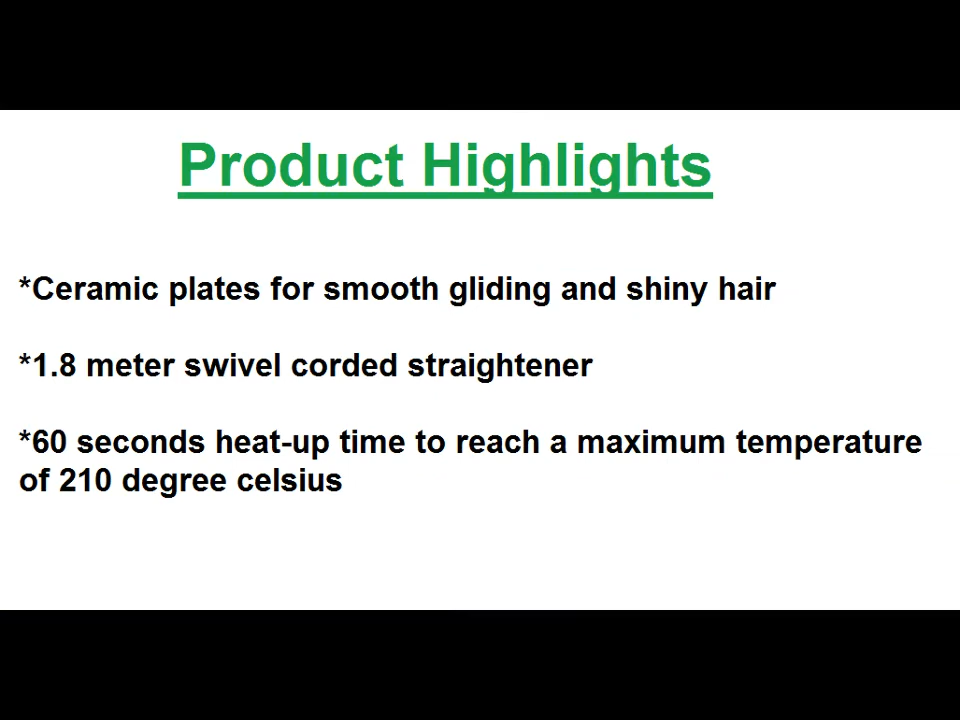 Product Highlights
*Ceramic plates for smooth gliding and shiny hair
*1.8 meter swivel corded straightener
*60 seconds heat-up time to reach a maximum temperature
of 210 degree celsius